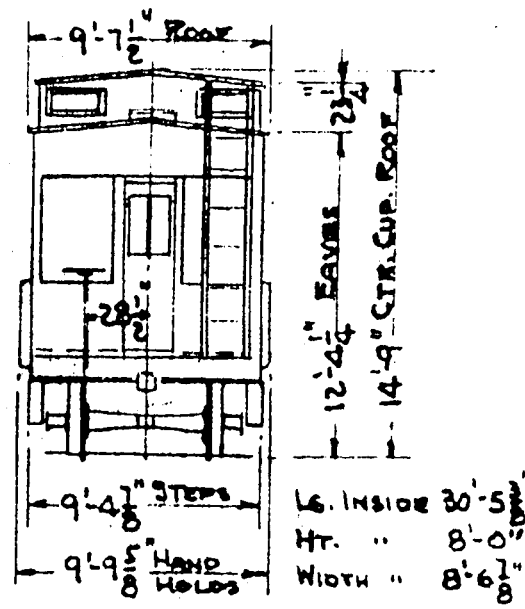 9'-7 1/2" ROOF
23 1/4"
12'-4 1/4" EAVES
14'-9" CTR. CUP. ROOF
28 1/2"
9'-4 7/8" STEPS
9'-9 5/8" HAND HOLDS
LG. INSIDE 30'-5
HT. " 8'-0"
WIDTH " 8'-6 7/8"